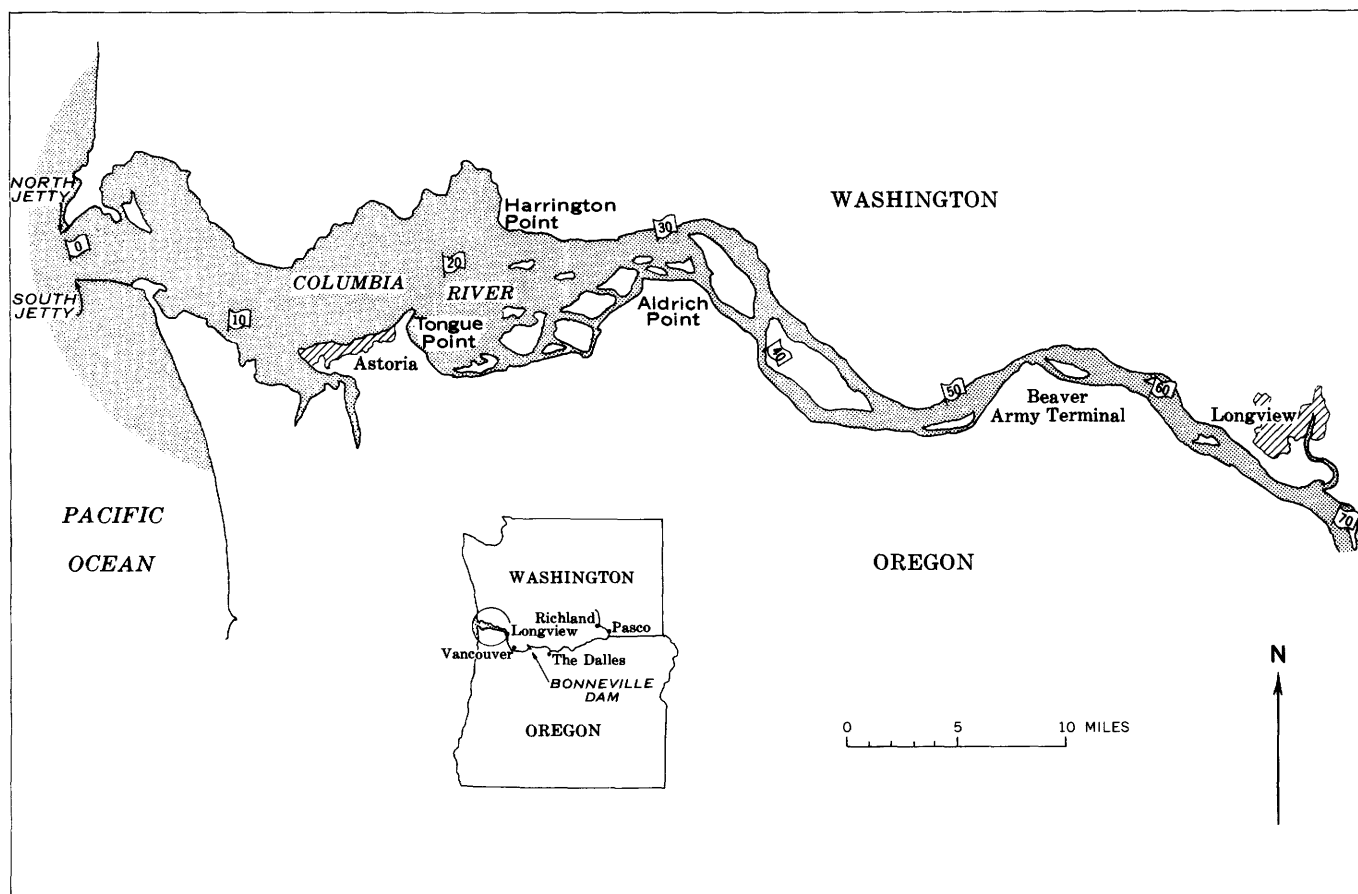 NORTH
JETTY
0
SOUTH
JETTY
PACIFIC
OCEAN
10
COLUMBIA
RIVER
20
Astoria
Tongue
Point
Harrington
Point
30
Aldrich
Point
WASHINGTON
40
50
Beaver
Army Terminal
60
Longview
70
OREGON
WASHINGTON
Richland
Pasco
Longview
Vancouver
The Dalles
BONNEVILLE
DAM
OREGON
0 5 10 MILES
N